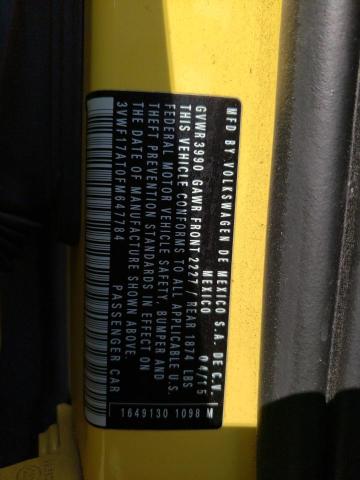 MFD BY VOLKSWAGEN DE MEXICO S.A. DE C.V.
MEXICO 04/15
GVWR3990 GAWR FRONT 2227/ REAR 1874 LBS
THIS VEHICLE CONFORMS TO ALL APPLICABLE U.S.
FEDERAL MOTOR VEHICLE SAFETY, BUMPER AND
THEFT PREVENTION STANDARDS IN EFFECT ON
THE DATE OF MANUFACTURE SHOWN ABOVE.
3VWF17AT0FM647784 PASSENGER CAR
1649130 1098 M